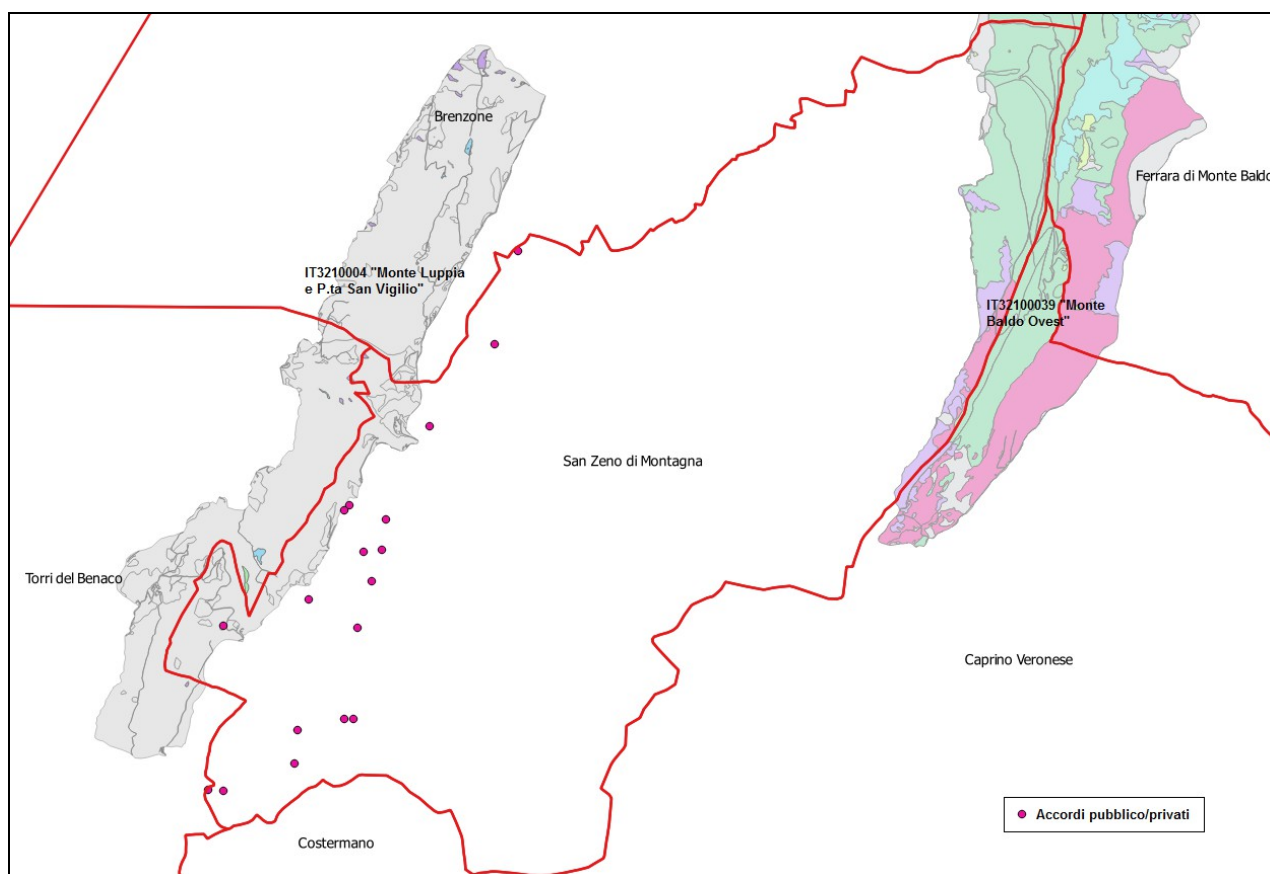 Brenzone
Ferrara di Monte Baldo
IT3210004 "Monte Luppia
e P.ta San Vigilio"
IT32100039 "Monte
Baldo Ovest"
San Zeno di Montagna
Torri del Benaco
Caprino Veronese
Accordi pubblico/privati
Costermano